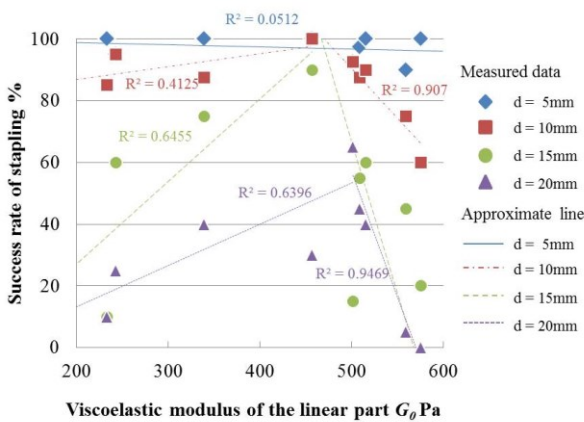 R² = 0.0512
100
80
60
40
20
0
Success rate of stapling %
R² = 0.4125
R² = 0.907
R² = 0.6455
R² = 0.6396
R² = 0.9469
200 300 400 500 600
Viscoelastic modulus of the linear part G₀ Pa
Measured data
d = 5mm
d = 10mm
d = 15mm
d = 20mm
Approximate line
d = 5mm
d = 10mm
d = 15mm
d = 20mm